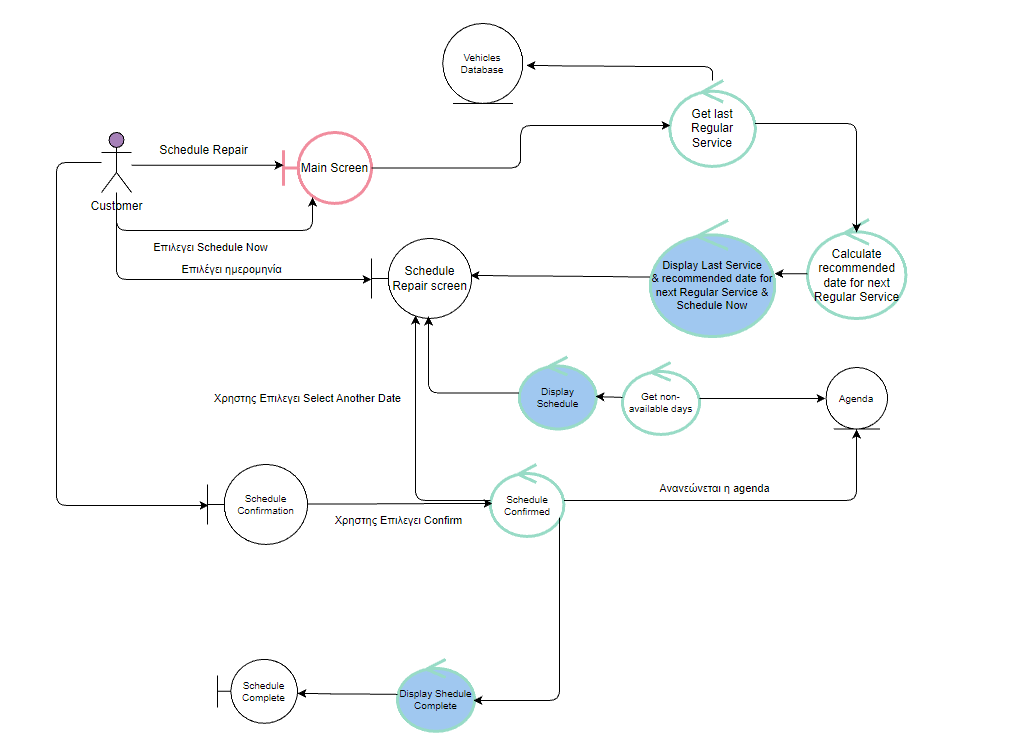 Vehicles
Database
Get last
Regular
Service
Schedule Repair
Main Screen
Customer
Επιλεγει Schedule Now
Επιλέγει ημερομηνία
Schedule
Repair screen
Display Last Service
& recommended date for
next Regular Service &
Schedule Now
Calculate
recommended
date for next
Regular Service
Χρηστης Επιλεγει Select Another Date
Display
Schedule
Get non-
available days
Agenda
Schedule
Confirmation
Χρηστης Επιλεγει Confirm
Schedule
Confirmed
Ανανεώνεται η agenda
Schedule
Complete
Display Shedule
Complete